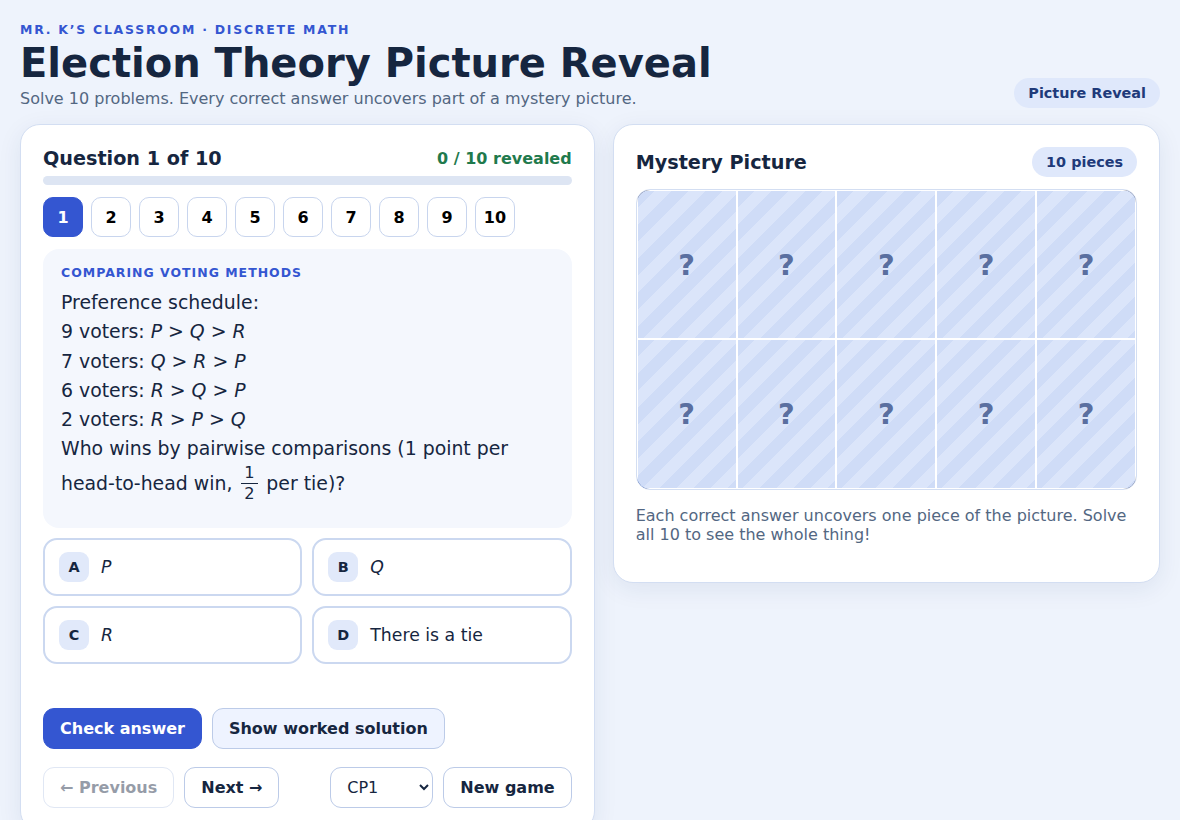 MR. K’S CLASSROOM · DISCRETE MATH
Election Theory Picture Reveal
Solve 10 problems. Every correct answer uncovers part of a mystery picture.
Picture Reveal
Question 1 of 10
0 / 10 revealed
1 2 3 4 5 6 7 8 9 10
COMPARING VOTING METHODS
Preference schedule:
9 voters: P > Q > R
7 voters: Q > R > P
6 voters: R > Q > P
2 voters: R > P > Q
Who wins by pairwise comparisons (1 point per
head-to-head win, 1/2 per tie)?
A P
B Q
C R
D There is a tie
Check answer
Show worked solution
← Previous
Next →
CP1
New game
Mystery Picture
10 pieces
? ? ? ? ?
? ? ? ? ?
Each correct answer uncovers one piece of the picture. Solve
all 10 to see the whole thing!